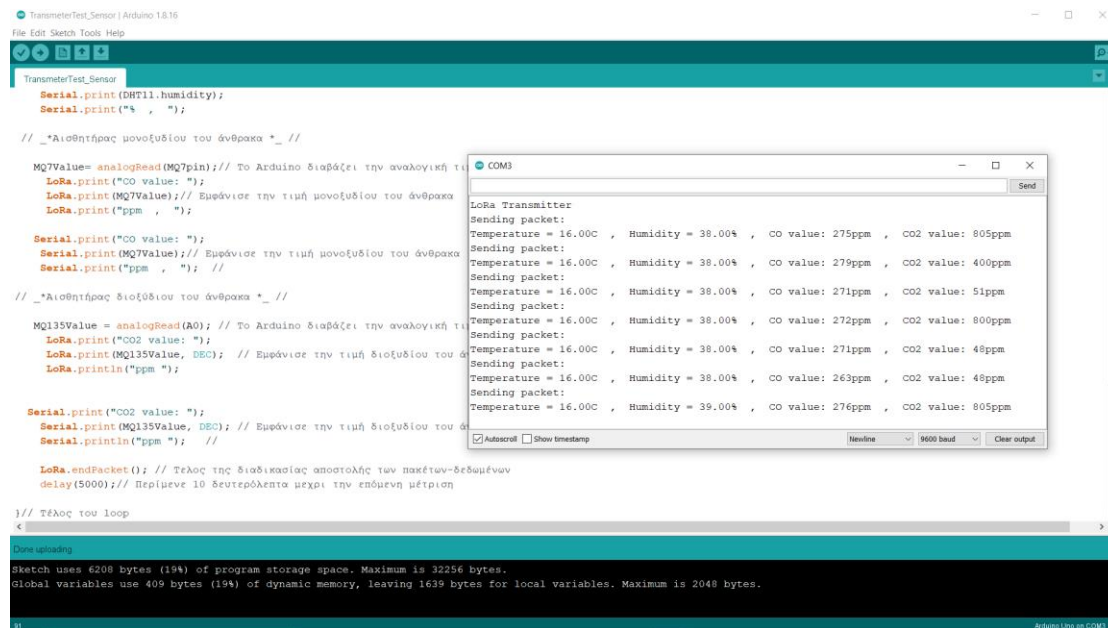 TransmeterTest_Sensor | Arduino 1.8.16
File Edit Sketch Tools Help
TransmeterTest_Sensor
Serial.print(DHT11.humidity);
Serial.print("% , ");
// _*Αισθητήρας μονοξυδίου του άνθρακα *_ //
MQ7Value= analogRead(MQ7pin);// Το Arduino διαβάζει την αναλογική τι
LoRa.print("CO value: ");
LoRa.print(MQ7Value);// Εμφάνισε την τιμή μονοξυδίου του άνθρακα
LoRa.print("ppm , ");
Serial.print("CO value: ");
Serial.print(MQ7Value);// Εμφάνισε την τιμή μονοξυδίου του άνθρακα
Serial.print("ppm , "); //
// _*Αισθητήρας διοξύδιου του άνθρακα *_ //
MQ135Value = analogRead(A0); // Το Arduino διαβάζει την αναλογική τι
LoRa.print("CO2 value: ");
LoRa.print(MQ135Value, DEC); // Εμφάνισε την τιμή διοξυδίου του ά
LoRa.println("ppm ");
Serial.print("CO2 value: ");
Serial.print(MQ135Value, DEC); // Εμφάνισε την τιμή διοξυδίου του ά
Serial.println("ppm "); //
LoRa.endPacket(); // Τελος της διαδικασίας αποστολής των πακέτων-δεδωμένων
delay(5000);// Περίμενε 10 δευτερόλεπτα μεχρι την επόμενη μέτριση
}// Τέλος του loop
COM3
Send
LoRa Transmitter
Sending packet:
Temperature = 16.00C , Humidity = 38.00% , CO value: 275ppm , CO2 value: 805ppm
Sending packet:
Temperature = 16.00C , Humidity = 38.00% , CO value: 279ppm , CO2 value: 400ppm
Sending packet:
Temperature = 16.00C , Humidity = 38.00% , CO value: 271ppm , CO2 value: 51ppm
Sending packet:
Temperature = 16.00C , Humidity = 38.00% , CO value: 272ppm , CO2 value: 800ppm
Sending packet:
Temperature = 16.00C , Humidity = 38.00% , CO value: 271ppm , CO2 value: 48ppm
Sending packet:
Temperature = 16.00C , Humidity = 38.00% , CO value: 263ppm , CO2 value: 48ppm
Sending packet:
Temperature = 16.00C , Humidity = 39.00% , CO value: 276ppm , CO2 value: 805ppm
Autoscroll Show timestamp Newline 9600 baud Clear output
Done uploading
Sketch uses 6208 bytes (19%) of program storage space. Maximum is 32256 bytes.
Global variables use 409 bytes (19%) of dynamic memory, leaving 1639 bytes for local variables. Maximum is 2048 bytes.
91 Arduino Uno on COM3